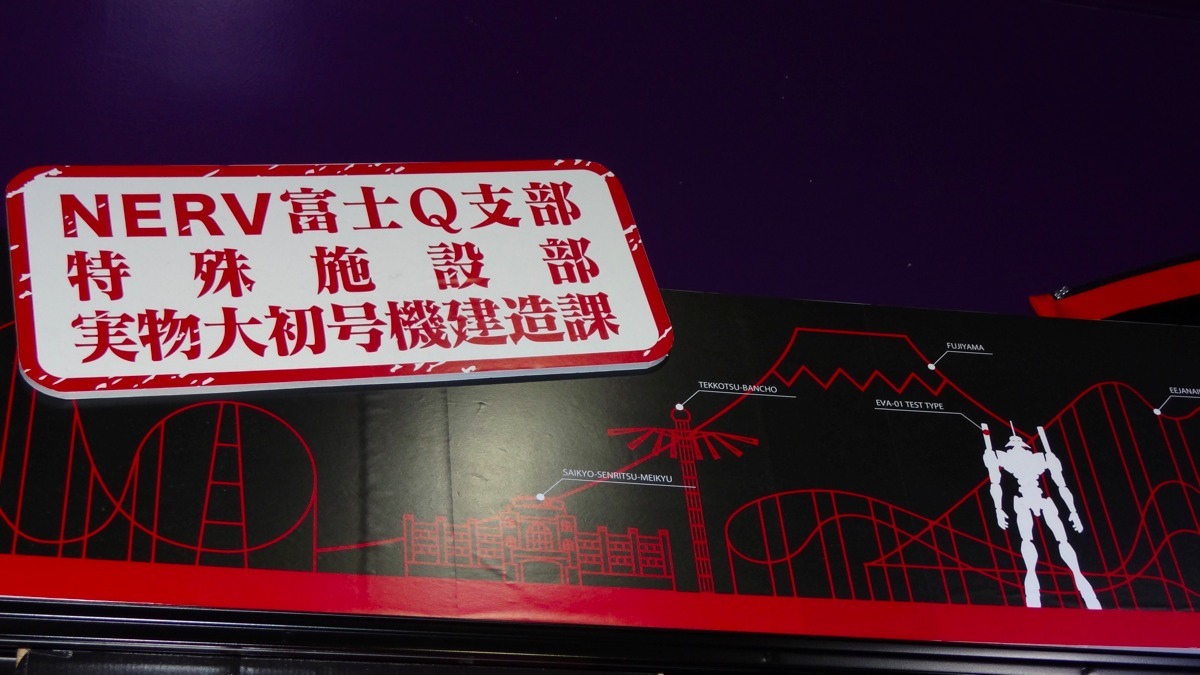 NERV富士Q支部
特殊施設部
実物大初号機建造課
FUJIYAMA
TEKKOTSU-BANCHO
EVA-01 TEST TYPE
SAIKYO-SENRITSU-MEIKYU